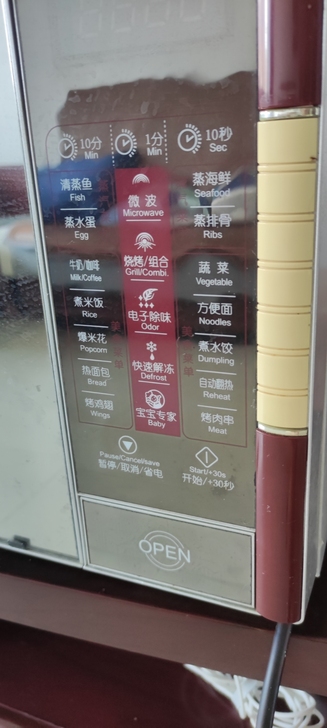 10分 Min
1分 Min
10秒 Sec
清蒸鱼
Fish
微波
Microwave
蒸海鲜
Seafood
蒸水蛋
Egg
烧烤/组合
Grill/Combi.
蒸排骨
Ribs
牛奶/咖啡
Milk/Coffee
电子除味
Odor
蔬菜
Vegetable
煮米饭
Rice
快速解冻
Defrost
方便面
Noodles
爆米花
Popcorn
宝宝专家
Baby
煮水饺
Dumpling
热面包
Bread
自动翻热
Reheat
烤鸡翅
Wings
烤肉串
Meat
Pause/Cancel/save
暂停/取消/省电
Start/+30s
开始/+30秒
OPEN